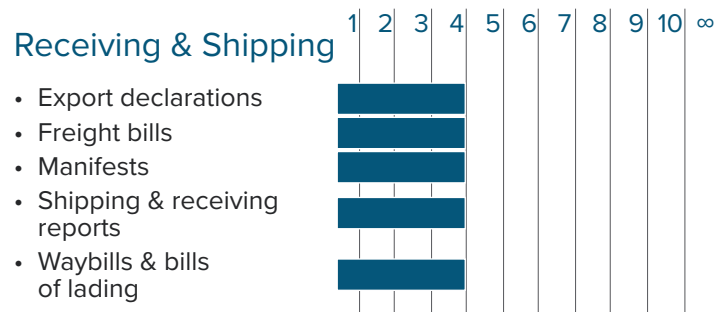 Receiving & Shipping
1 2 3 4 5 6 7 8 9 10 ∞
• Export declarations
• Freight bills
• Manifests
• Shipping & receiving
reports
• Waybills & bills
of lading